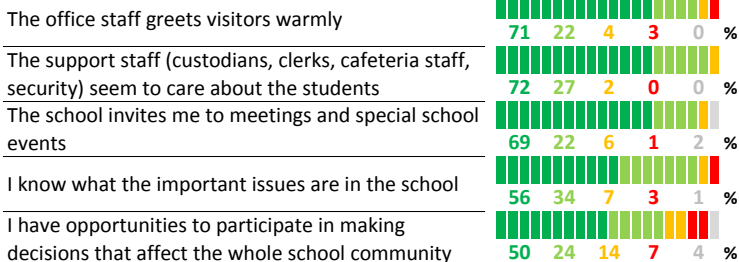 The office staff greets visitors warmly
71 22 4 3 0 %
The support staff (custodians, clerks, cafeteria staff,
security) seem to care about the students
72 27 2 0 0 %
The school invites me to meetings and special school
events
69 22 6 1 2 %
I know what the important issues are in the school
56 34 7 3 1 %
I have opportunities to participate in making
decisions that affect the whole school community
50 24 14 7 4 %